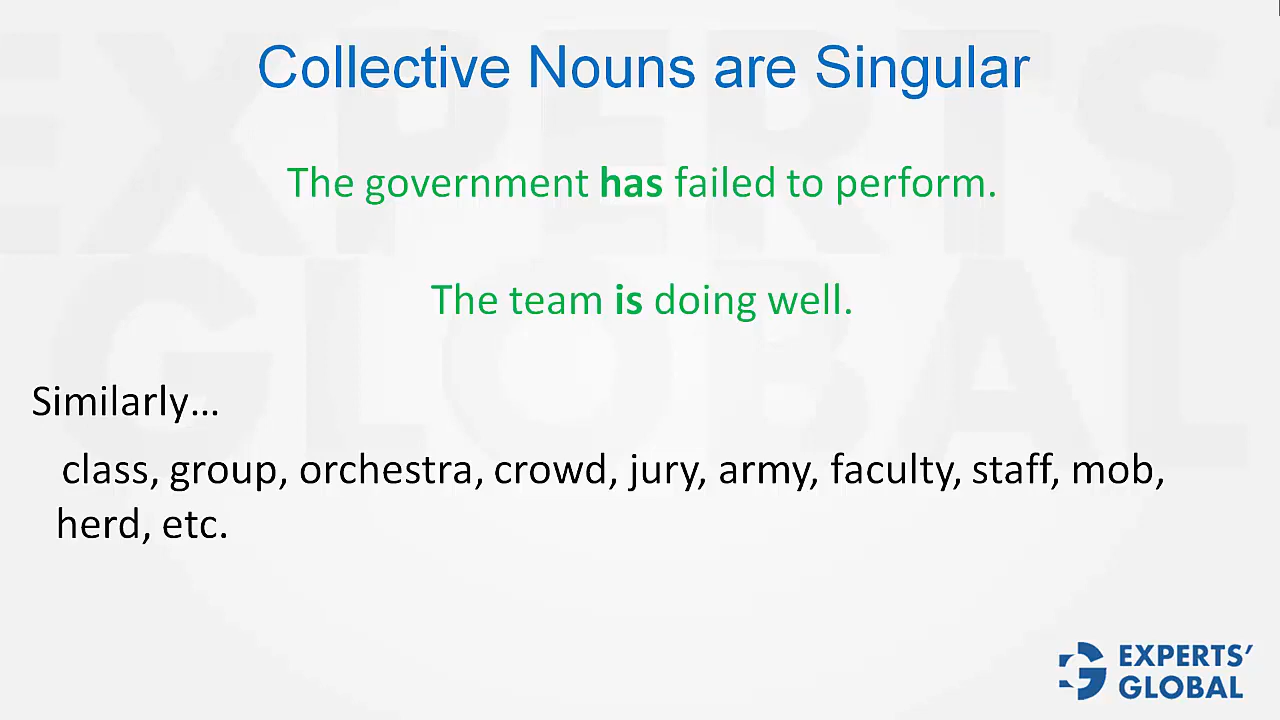 Collective Nouns are Singular
The government has failed to perform.
The team is doing well.
Similarly…
class, group, orchestra, crowd, jury, army, faculty, staff, mob,
herd, etc.
EXPERTS’
GLOBAL